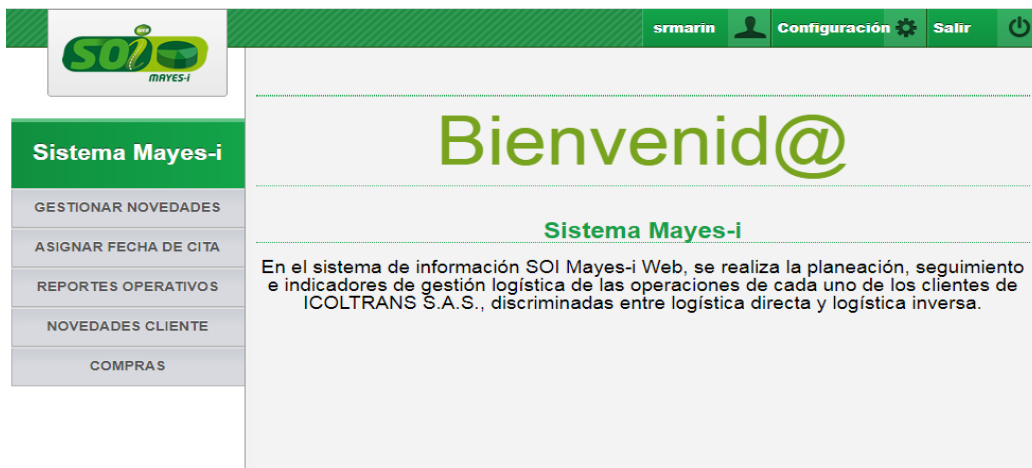 srmarin Configuración Salir
SOI
MAYES-i
Sistema Mayes-i
GESTIONAR NOVEDADES
ASIGNAR FECHA DE CITA
REPORTES OPERATIVOS
NOVEDADES CLIENTE
COMPRAS
Bienvenid@
Sistema Mayes-i
En el sistema de información SOI Mayes-i Web, se realiza la planeación, seguimiento
e indicadores de gestión logística de las operaciones de cada uno de los clientes de
ICOLTRANS S.A.S., discriminadas entre logística directa y logística inversa.